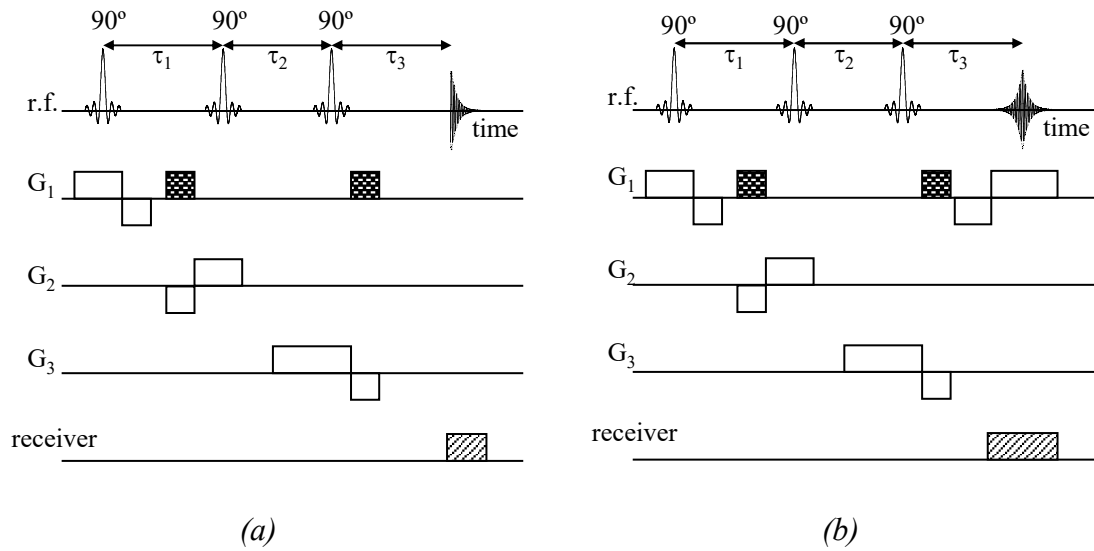 90º 90º 90º
τ1 τ2 τ3
r.f.
time
G1
G2
G3
receiver
(a)
90º 90º 90º
τ1 τ2 τ3
r.f.
time
G1
G2
G3
receiver
(b)